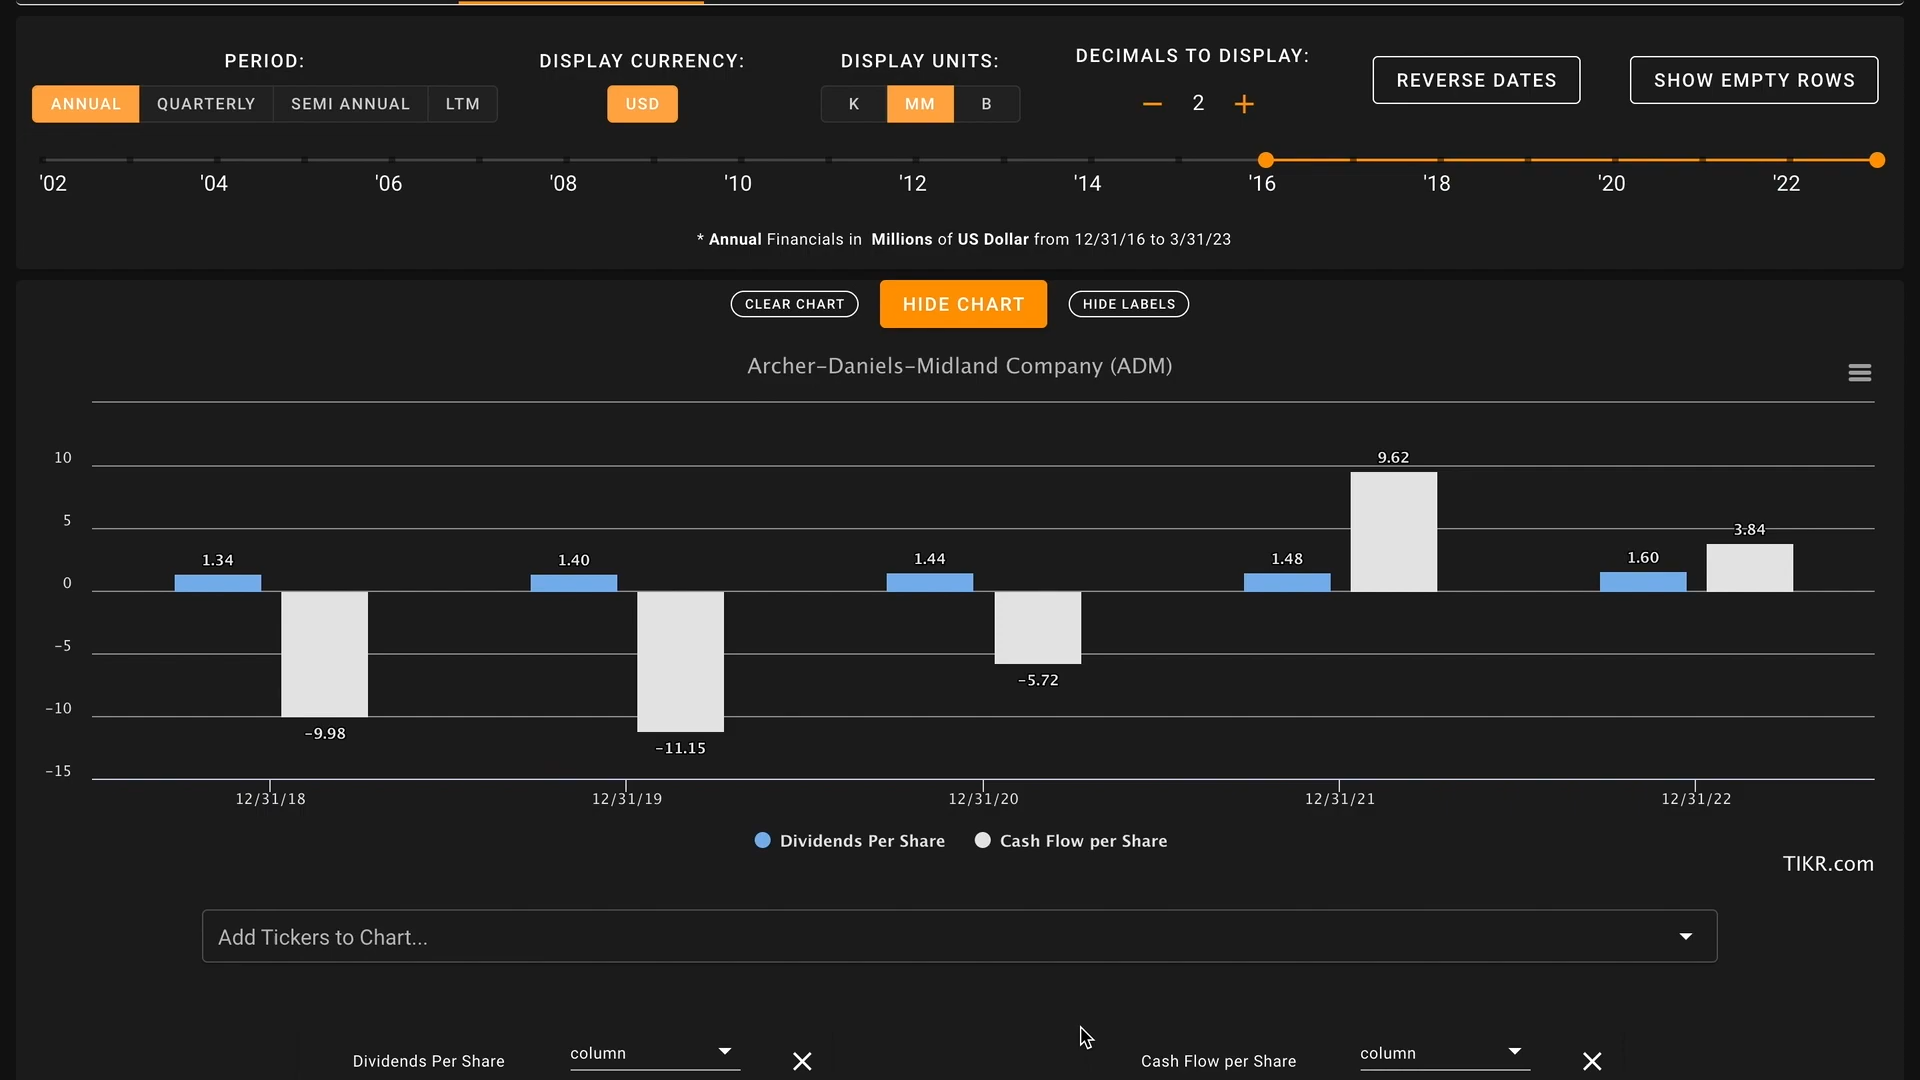 PERIOD:
DISPLAY CURRENCY:
DISPLAY UNITS:
DECIMALS TO DISPLAY:
REVERSE DATES
SHOW EMPTY ROWS
ANNUAL QUARTERLY SEMI ANNUAL LTM
USD
K MM B
2
'02 '04 '06 '08 '10 '12 '14 '16 '18 '20 '22
* Annual Financials in Millions of US Dollar from 12/31/16 to 3/31/23
CLEAR CHART
HIDE CHART
HIDE LABELS
Archer-Daniels-Midland Company (ADM)
10
9.62
5
3.84
1.34
1.40
1.44
1.48
1.60
0
-5
-5.72
-10
-9.98
-11.15
-15
12/31/18 12/31/19 12/31/20 12/31/21 12/31/22
Dividends Per Share Cash Flow per Share
TIKR.com
Add Tickers to Chart...
Dividends Per Share column
Cash Flow per Share column